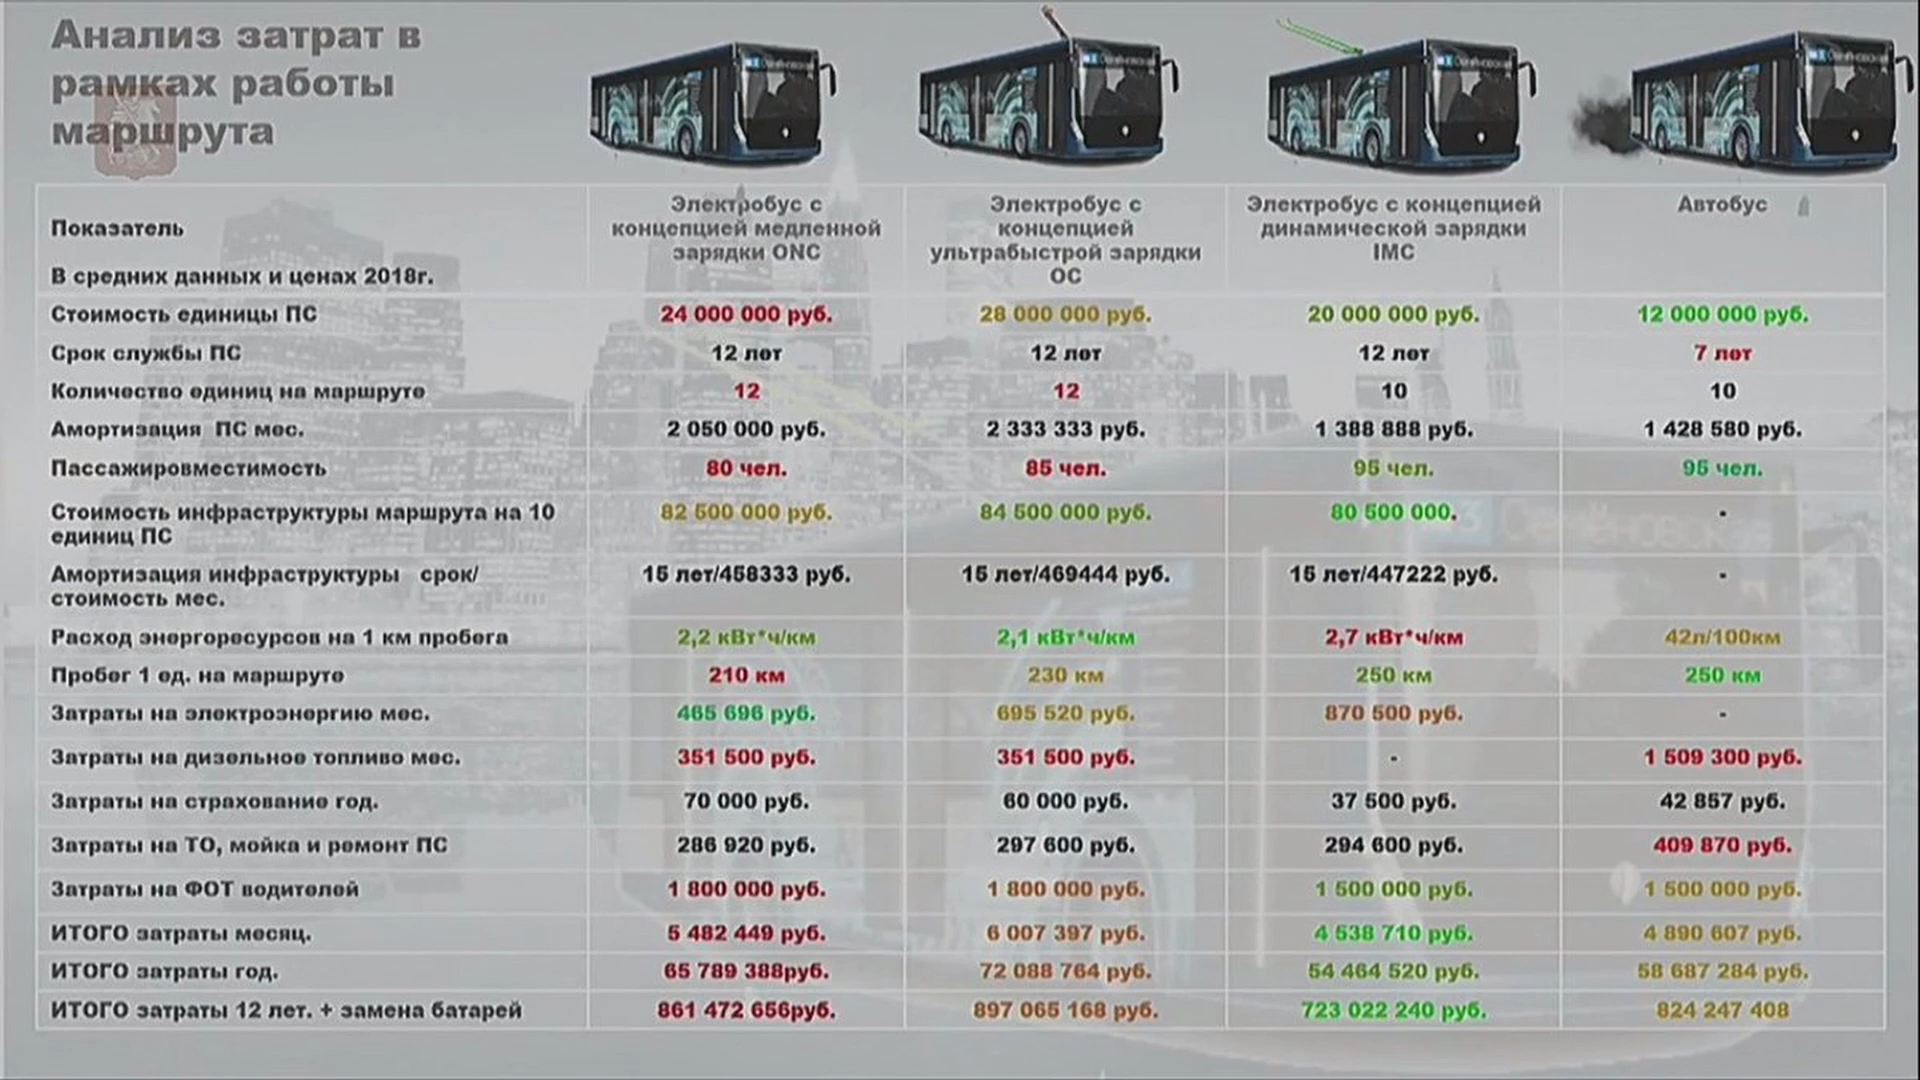 Анализ затрат в
рамках работы
маршрута
Показатель
В средних данных и ценах 2018г.
Электробус с
концепцией медленной
зарядки ONC
Электробус с
концепцией
ультрабыстрой зарядки
ОС
Электробус с концепцией
динамической зарядки
IMC
Автобус
Стоимость единицы ПС
24 000 000 руб.
28 000 000 руб.
20 000 000 руб.
12 000 000 руб.
Срок службы ПС
12 лет
12 лет
12 лет
7 лет
Количество единиц на маршруте
12
12
10
10
Амортизация ПС мес.
2 050 000 руб.
2 333 333 руб.
1 388 888 руб.
1 428 580 руб.
Пассажировместимость
80 чел.
85 чел.
95 чел.
95 чел.
Стоимость инфраструктуры маршрута на 10
единиц ПС
82 500 000 руб.
84 500 000 руб.
80 500 000.
-
Амортизация инфраструктуры срок/
стоимость мес.
15 лет/458333 руб.
15 лет/469444 руб.
15 лет/447222 руб.
-
Расход энергоресурсов на 1 км пробега
2,2 кВт*ч/км
2,1 кВт*ч/км
2,7 кВт*ч/км
42л/100км
Пробег 1 ед. на маршруте
210 км
230 км
250 км
250 км
Затраты на электроэнергию мес.
465 696 руб.
695 520 руб.
870 500 руб.
-
Затраты на дизельное топливо мес.
351 500 руб.
351 500 руб.
-
1 509 300 руб.
Затраты на страхование год.
70 000 руб.
60 000 руб.
37 500 руб.
42 857 руб.
Затраты на ТО, мойка и ремонт ПС
286 920 руб.
297 600 руб.
294 600 руб.
409 870 руб.
Затраты на ФОТ водителей
1 800 000 руб.
1 800 000 руб.
1 500 000 руб.
1 500 000 руб.
ИТОГО затраты месяц.
5 482 449 руб.
6 007 397 руб.
4 538 710 руб.
4 890 607 руб.
ИТОГО затраты год.
65 789 388руб.
72 088 764 руб.
54 464 520 руб.
58 687 284 руб.
ИТОГО затраты 12 лет. + замена батарей
861 472 656руб.
897 065 168 руб.
723 022 240 руб.
824 247 408